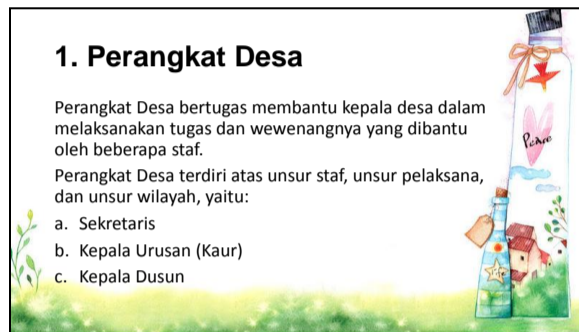 1. Perangkat Desa
Perangkat Desa bertugas membantu kepala desa dalam
melaksanakan tugas dan wewenangnya yang dibantu
oleh beberapa staf.
Perangkat Desa terdiri atas unsur staf, unsur pelaksana,
dan unsur wilayah, yaitu:
a. Sekretaris
b. Kepala Urusan (Kaur)
c. Kepala Dusun
Peace